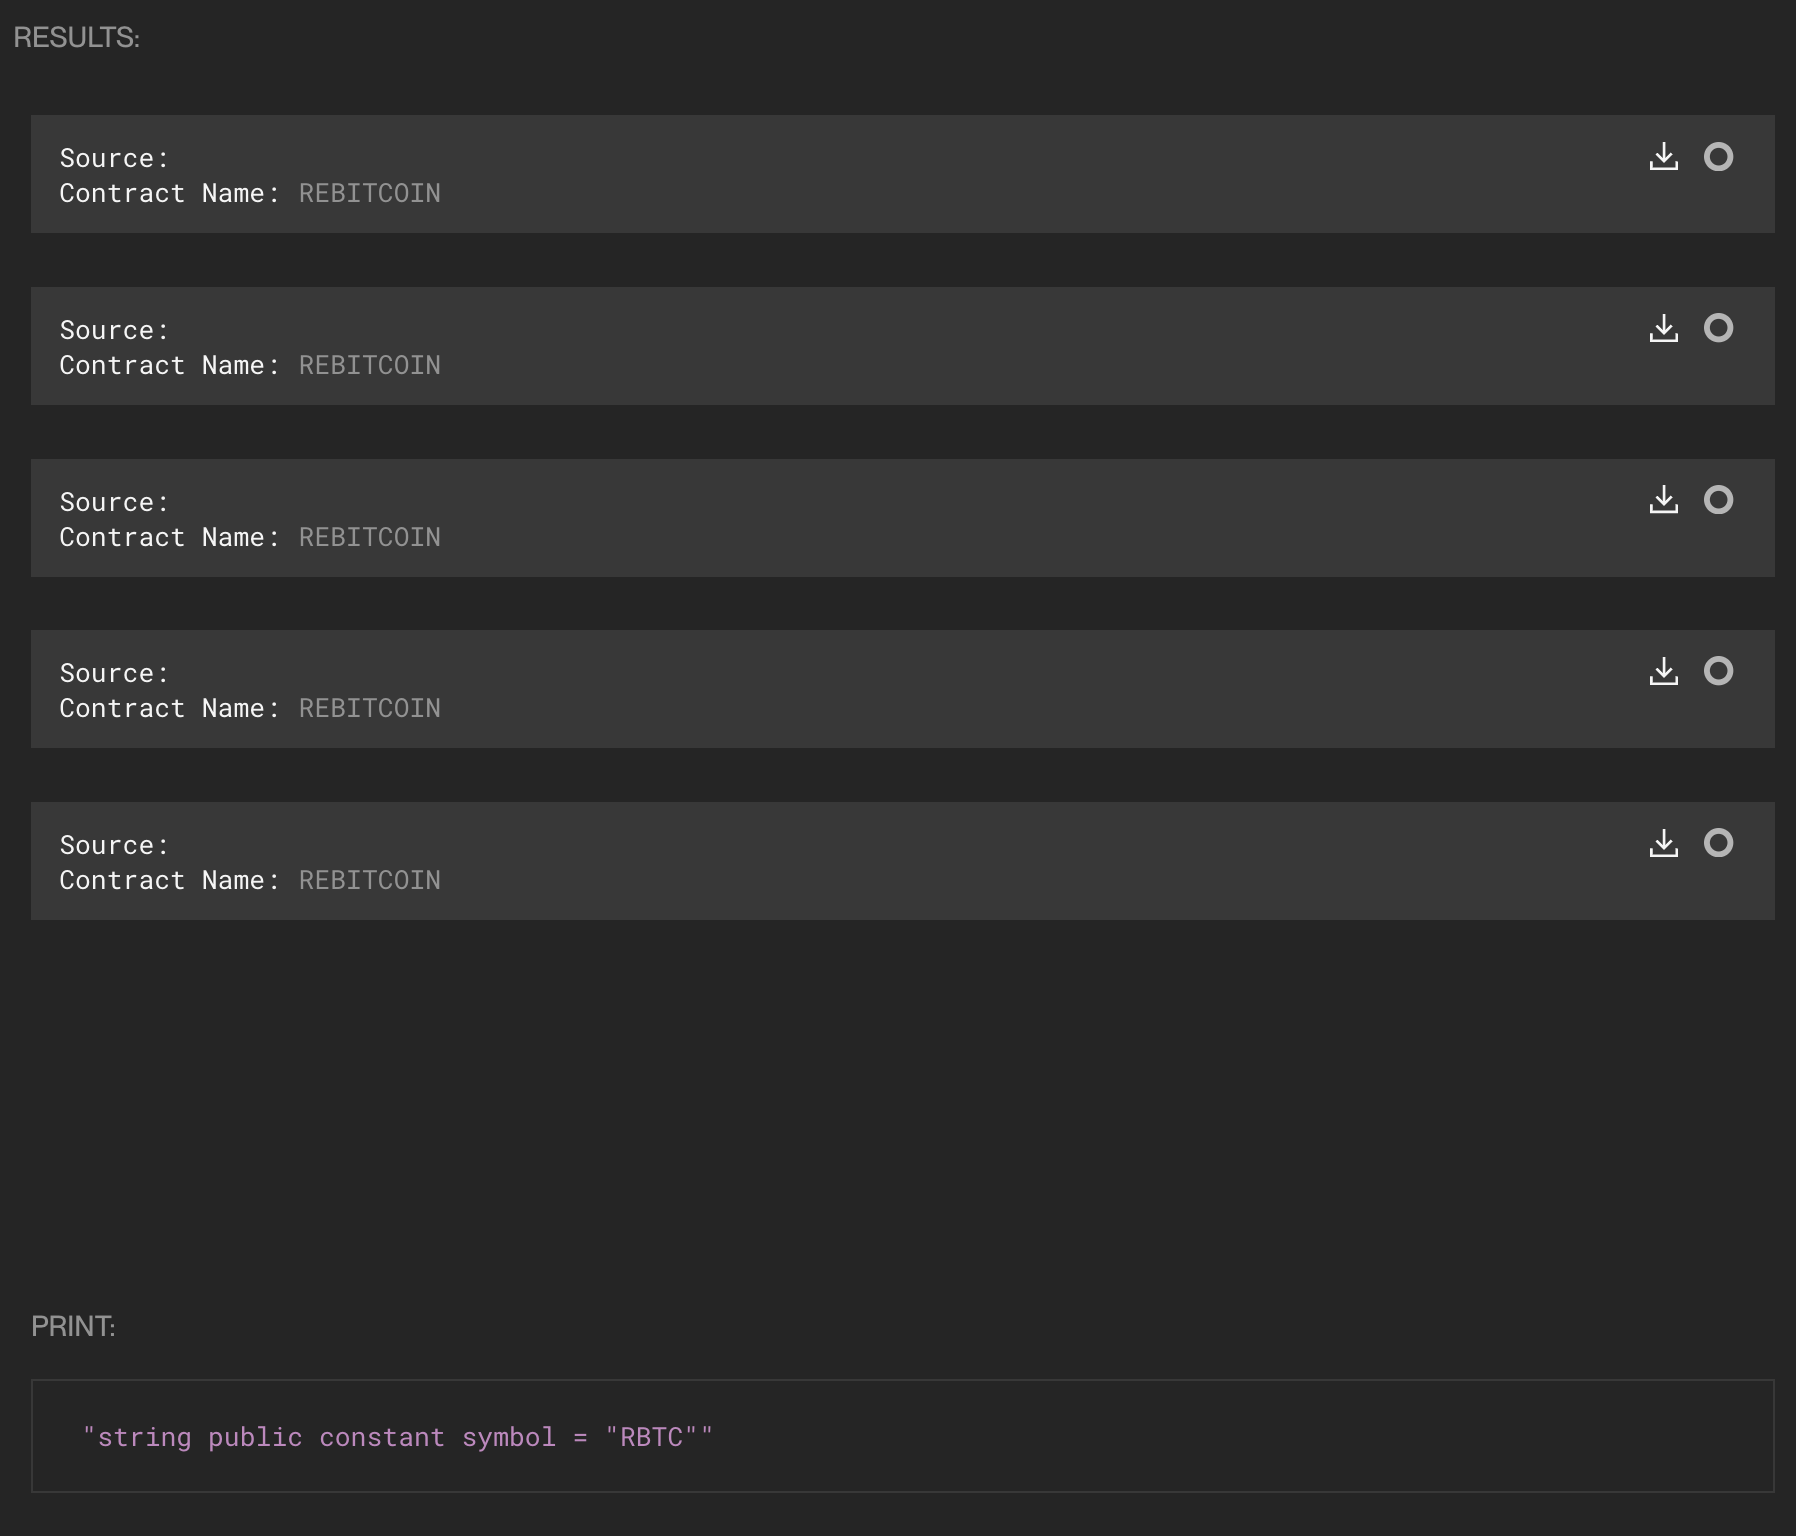 RESULTS:
Source:
Contract Name: REBITCOIN
Source:
Contract Name: REBITCOIN
Source:
Contract Name: REBITCOIN
Source:
Contract Name: REBITCOIN
Source:
Contract Name: REBITCOIN
PRINT:
"string public constant symbol = "RBTC""